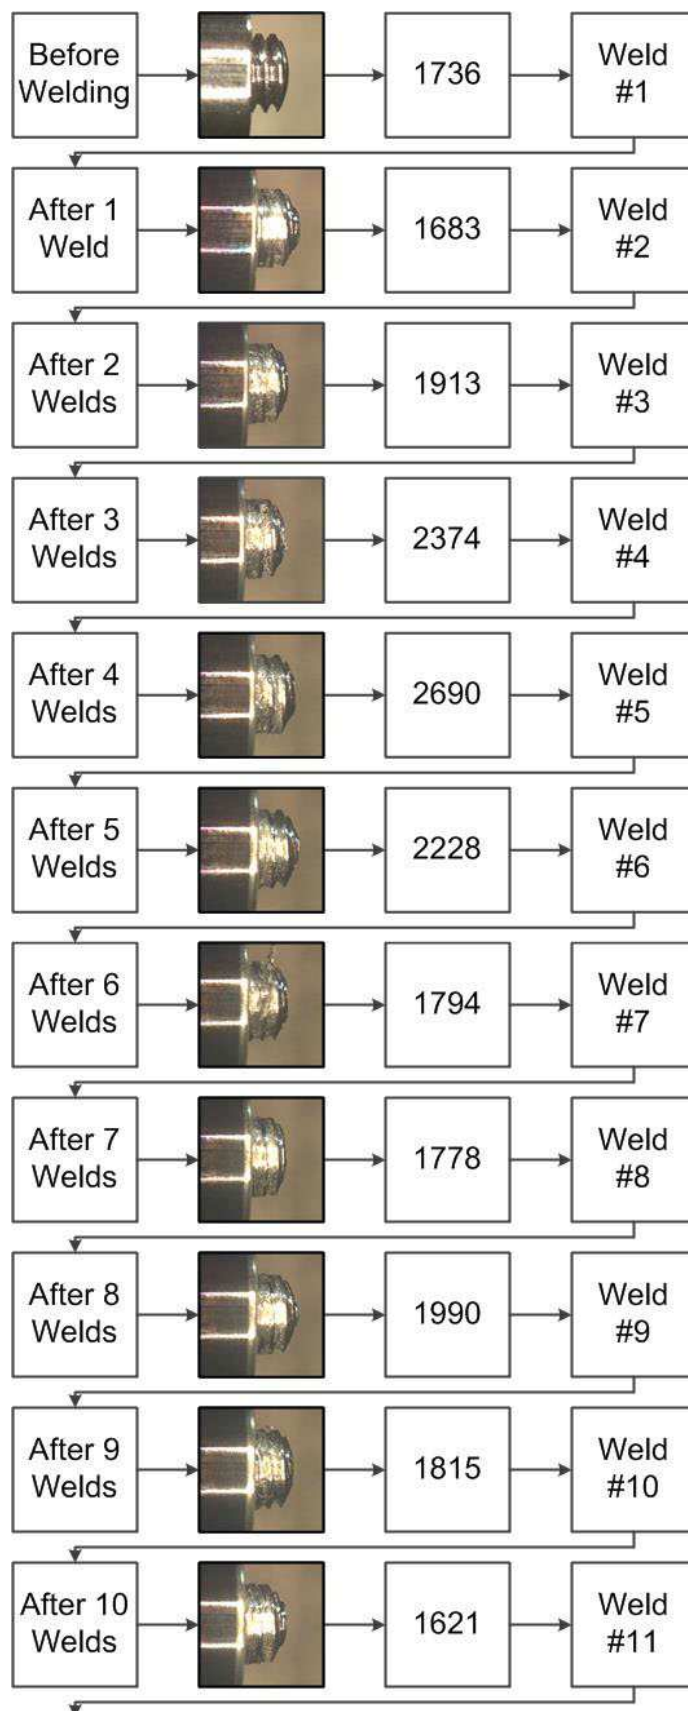 Before
Welding
1736
Weld
#1
After 1
Weld
1683
Weld
#2
After 2
Welds
1913
Weld
#3
After 3
Welds
2374
Weld
#4
After 4
Welds
2690
Weld
#5
After 5
Welds
2228
Weld
#6
After 6
Welds
1794
Weld
#7
After 7
Welds
1778
Weld
#8
After 8
Welds
1990
Weld
#9
After 9
Welds
1815
Weld
#10
After 10
Welds
1621
Weld
#11